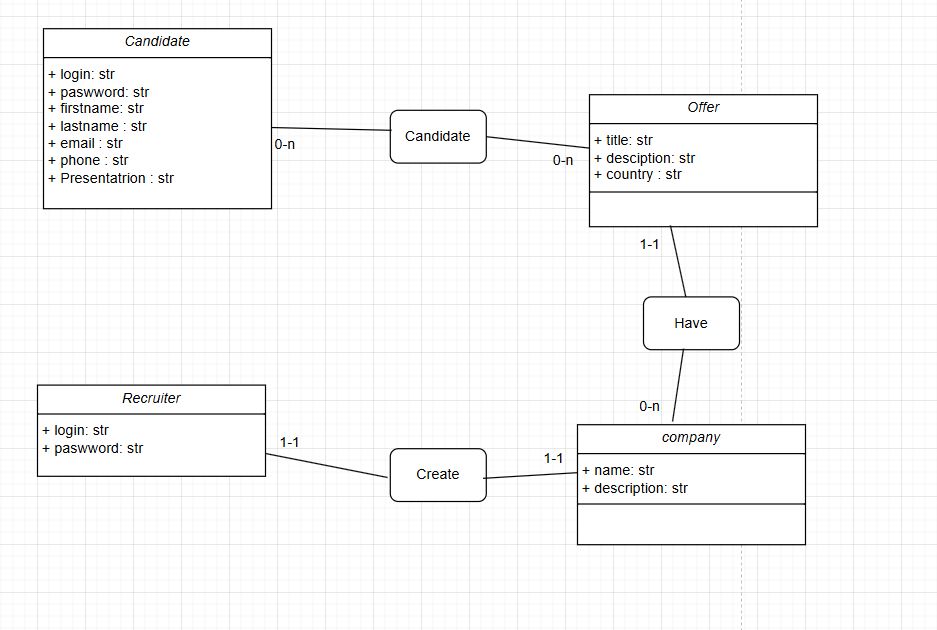 Candidate
+ login: str
+ paswword: str
+ firstname: str
+ lastname : str
+ email : str
+ phone : str
+ Presentatrion : str
0-n
Candidate
0-n
Offer
+ title: str
+ desciption: str
+ country : str
1-1
Have
0-n
Recruiter
+ login: str
+ paswword: str
1-1
Create
1-1
company
+ name: str
+ description: str